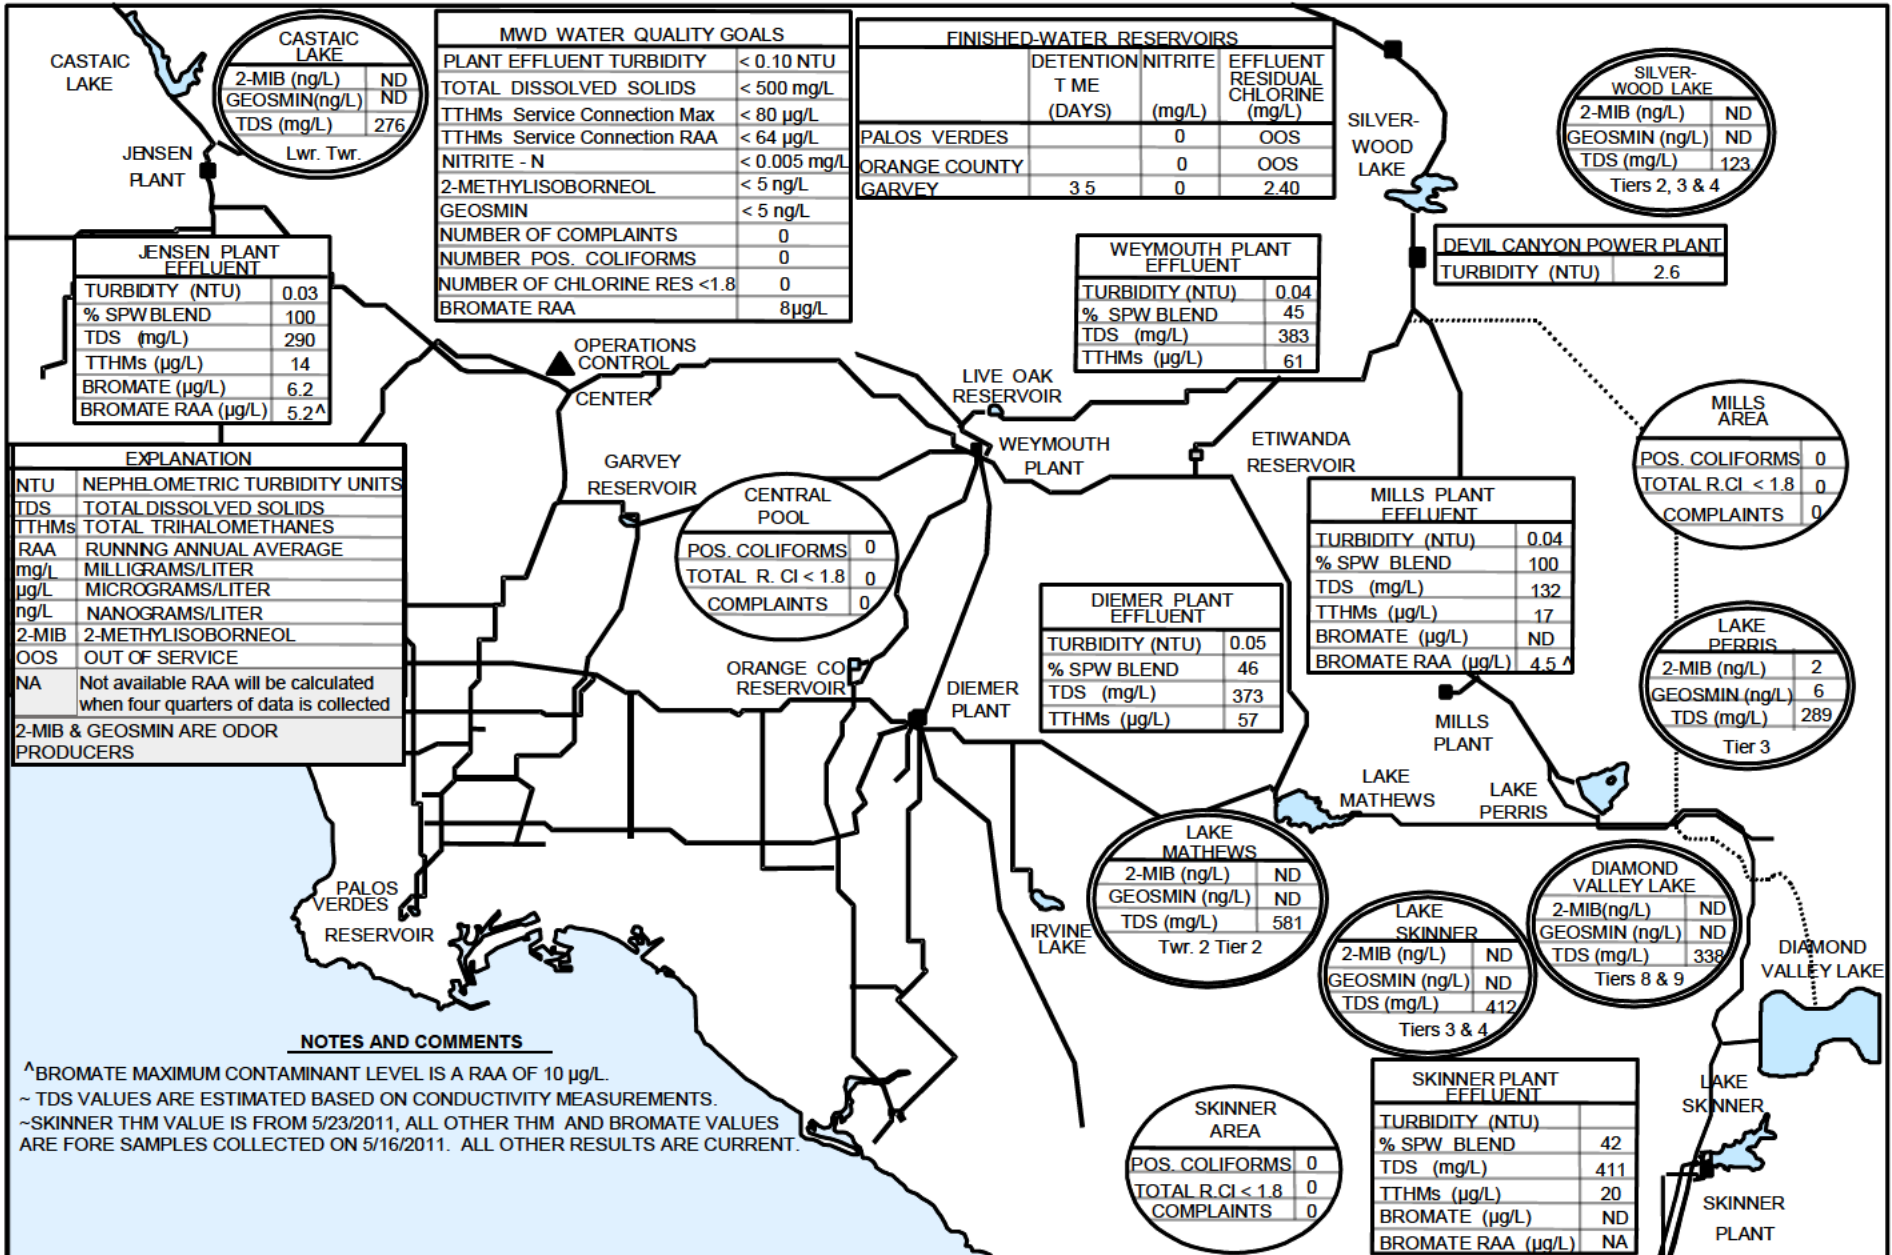 CASTAIC
LAKE
CASTAIC
LAKE
2-MIB (ng/L) ND
GEOSMIN(ng/L) ND
TDS (mg/L) 276
Lwr. Twr.
JENSEN
PLANT
MWD WATER QUALITY GOALS
PLANT EFFLUENT TURBIDITY < 0.10 NTU
TOTAL DISSOLVED SOLIDS < 500 mg/L
TTHMs Service Connection Max < 80 µg/L
TTHMs Service Connection RAA < 64 µg/L
NITRITE - N < 0.005 mg/L
2-METHYLISOBORNEOL < 5 ng/L
GEOSMIN < 5 ng/L
NUMBER OF COMPLAINTS 0
NUMBER POS. COLIFORMS 0
NUMBER OF CHLORINE RES <1.8 0
BROMATE RAA 8µg/L
FINISHED-WATER RESERVOIRS
DETENTION NITRITE EFFLUENT
T ME RESIDUAL
CHLORINE
(DAYS) (mg/L) (mg/L)
PALOS VERDES 0 OOS
ORANGE COUNTY 0 OOS
GARVEY 3 5 0 2.40
SILVER-
WOOD
LAKE
SILVER-
WOOD LAKE
2-MIB (ng/L) ND
GEOSMIN (ng/L) ND
TDS (mg/L) 123
Tiers 2, 3 & 4
DEVIL CANYON POWER PLANT
TURBIDITY (NTU) 2.6
JENSEN PLANT
EFFLUENT
TURBIDITY (NTU) 0.03
% SPW BLEND 100
TDS (mg/L) 290
TTHMs (µg/L) 14
BROMATE (µg/L) 6.2
BROMATE RAA (µg/L) 5.2^
WEYMOUTH PLANT
EFFLUENT
TURBIDITY (NTU) 0.04
% SPW BLEND 45
TDS (mg/L) 383
TTHMs (µg/L) 61
OPERATIONS
CONTROL
CENTER
LIVE OAK
RESERVOIR
WEYMOUTH
PLANT
ETIWANDA
RESERVOIR
GARVEY
RESERVOIR
MILLS
AREA
POS. COLIFORMS 0
TOTAL R.Cl < 1.8 0
COMPLAINTS 0
EXPLANATION
NTU NEPHELOMETRIC TURBIDITY UNITS
TDS TOTAL DISSOLVED SOLIDS
TTHMs TOTAL TRIHALOMETHANES
RAA RUNNING ANNUAL AVERAGE
mg/L MILLIGRAMS/LITER
µg/L MICROGRAMS/LITER
ng/L NANOGRAMS/LITER
2-MIB 2-METHYLISOBORNEOL
OOS OUT OF SERVICE
NA Not available RAA will be calculated
when four quarters of data is collected
2-MIB & GEOSMIN ARE ODOR
PRODUCERS
CENTRAL
POOL
POS. COLIFORMS 0
TOTAL R. Cl < 1.8 0
COMPLAINTS 0
MILLS PLANT
EFFLUENT
TURBIDITY (NTU) 0.04
% SPW BLEND 100
TDS (mg/L) 132
TTHMs (µg/L) 17
BROMATE (µg/L) ND
BROMATE RAA (µg/L) 4.5 ^
DIEMER PLANT
EFFLUENT
TURBIDITY (NTU) 0.05
% SPW BLEND 46
TDS (mg/L) 373
TTHMs (µg/L) 57
LAKE
PERRIS
2-MIB (ng/L) 2
GEOSMIN (ng/L) 6
TDS (mg/L) 289
Tier 3
ORANGE CO
RESERVOIR
DIEMER
PLANT
MILLS
PLANT
LAKE
MATHEWS
LAKE
PERRIS
LAKE
MATHEWS
2-MIB (ng/L) ND
GEOSMIN (ng/L) ND
TDS (mg/L) 581
Twr. 2 Tier 2
DIAMOND
VALLEY LAKE
2-MIB(ng/L) ND
GEOSMIN (ng/L) ND
TDS (mg/L) 338
Tiers 8 & 9
LAKE
SKINNER
2-MIB (ng/L) ND
GEOSMIN (ng/L) ND
TDS (mg/L) 412
Tiers 3 & 4
PALOS
VERDES
RESERVOIR
IRVINE
LAKE
DIAMOND
VALLEY LAKE
NOTES AND COMMENTS
^BROMATE MAXIMUM CONTAMINANT LEVEL IS A RAA OF 10 µg/L.
~ TDS VALUES ARE ESTIMATED BASED ON CONDUCTIVITY MEASUREMENTS.
~SKINNER THM VALUE IS FROM 5/23/2011, ALL OTHER THM AND BROMATE VALUES
ARE FORE SAMPLES COLLECTED ON 5/16/2011. ALL OTHER RESULTS ARE CURRENT.
SKINNER
AREA
POS. COLIFORMS 0
TOTAL R.Cl < 1.8 0
COMPLAINTS 0
SKINNER PLANT
EFFLUENT
TURBIDITY (NTU)
% SPW BLEND 42
TDS (mg/L) 411
TTHMs (µg/L) 20
BROMATE (µg/L) ND
BROMATE RAA (µg/L) NA
LAKE
SKINNER
SKINNER
PLANT